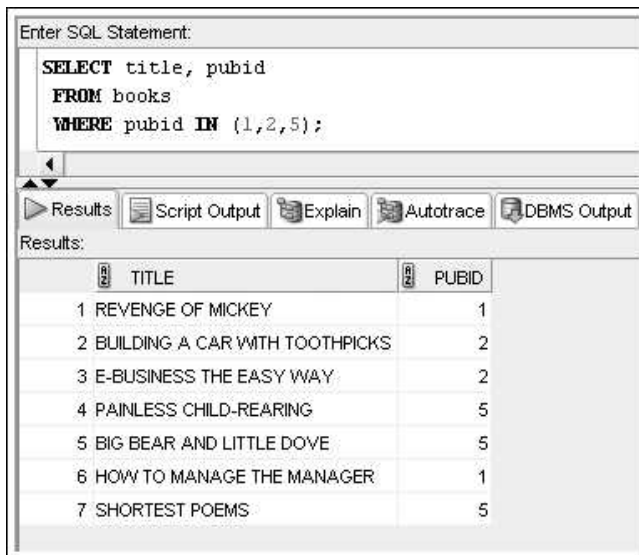 Enter SQL Statement:
SELECT title, pubid
FROM books
WHERE pubid IN (1,2,5);
Results Script Output Explain Autotrace DBMS Output
Results:
TITLE PUBID
1 REVENGE OF MICKEY 1
2 BUILDING A CAR WITH TOOTHPICKS 2
3 E-BUSINESS THE EASY WAY 2
4 PAINLESS CHILD-REARING 5
5 BIG BEAR AND LITTLE DOVE 5
6 HOW TO MANAGE THE MANAGER 1
7 SHORTEST POEMS 5